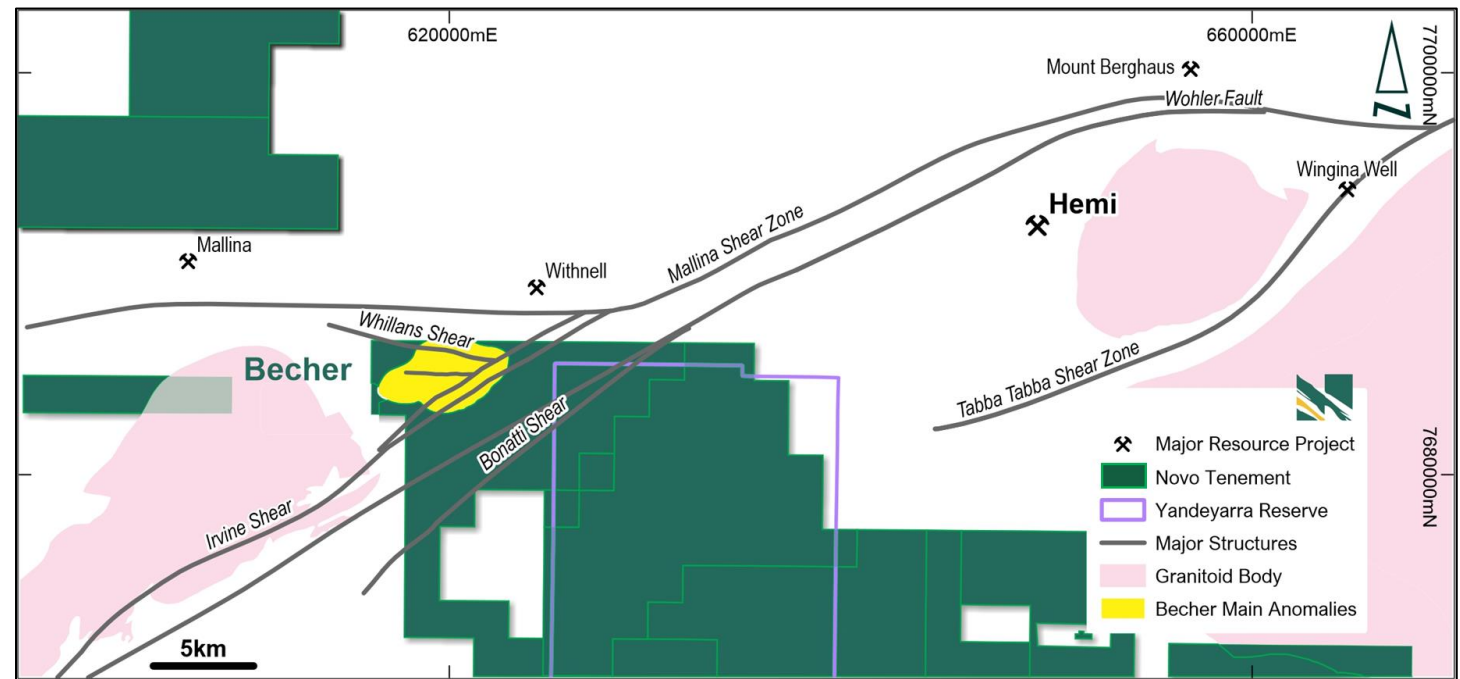 620000mE
660000mE
7700000mN
Mount Berghaus
Wohler Fault
Z
Wingina Well
Hemi
Mallina
Withnell
Mallina Shear Zone
Whillans Shear
Becher
Tabba Tabba Shear Zone
Bonatti Shear
Irvine Shear
7680000mN
Major Resource Project
Novo Tenement
Yandeyarra Reserve
Major Structures
Granitoid Body
Becher Main Anomalies
5km